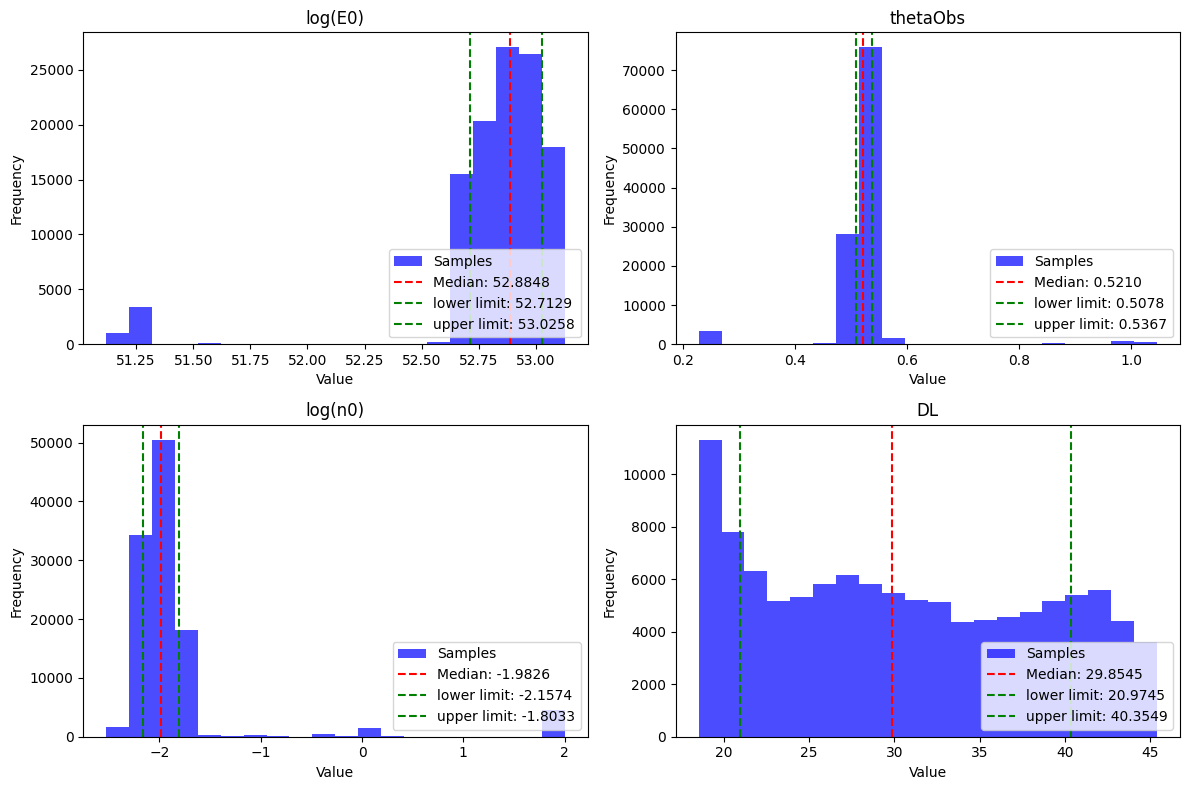 log(E0)
25000
20000
15000
10000
5000
0
Frequency
51.25 51.50 51.75 52.00 52.25 52.50 52.75 53.00
Value
Samples
Median: 52.8848
lower limit: 52.7129
upper limit: 53.0258
thetaObs
70000
60000
50000
40000
30000
20000
10000
0
Frequency
0.2 0.4 0.6 0.8 1.0
Value
Samples
Median: 0.5210
lower limit: 0.5078
upper limit: 0.5367
log(n0)
50000
40000
30000
20000
10000
0
Frequency
−2 −1 0 1 2
Value
Samples
Median: -1.9826
lower limit: -2.1574
upper limit: -1.8033
DL
10000
8000
6000
4000
2000
0
Frequency
20 25 30 35 40 45
Value
Samples
Median: 29.8545
lower limit: 20.9745
upper limit: 40.3549